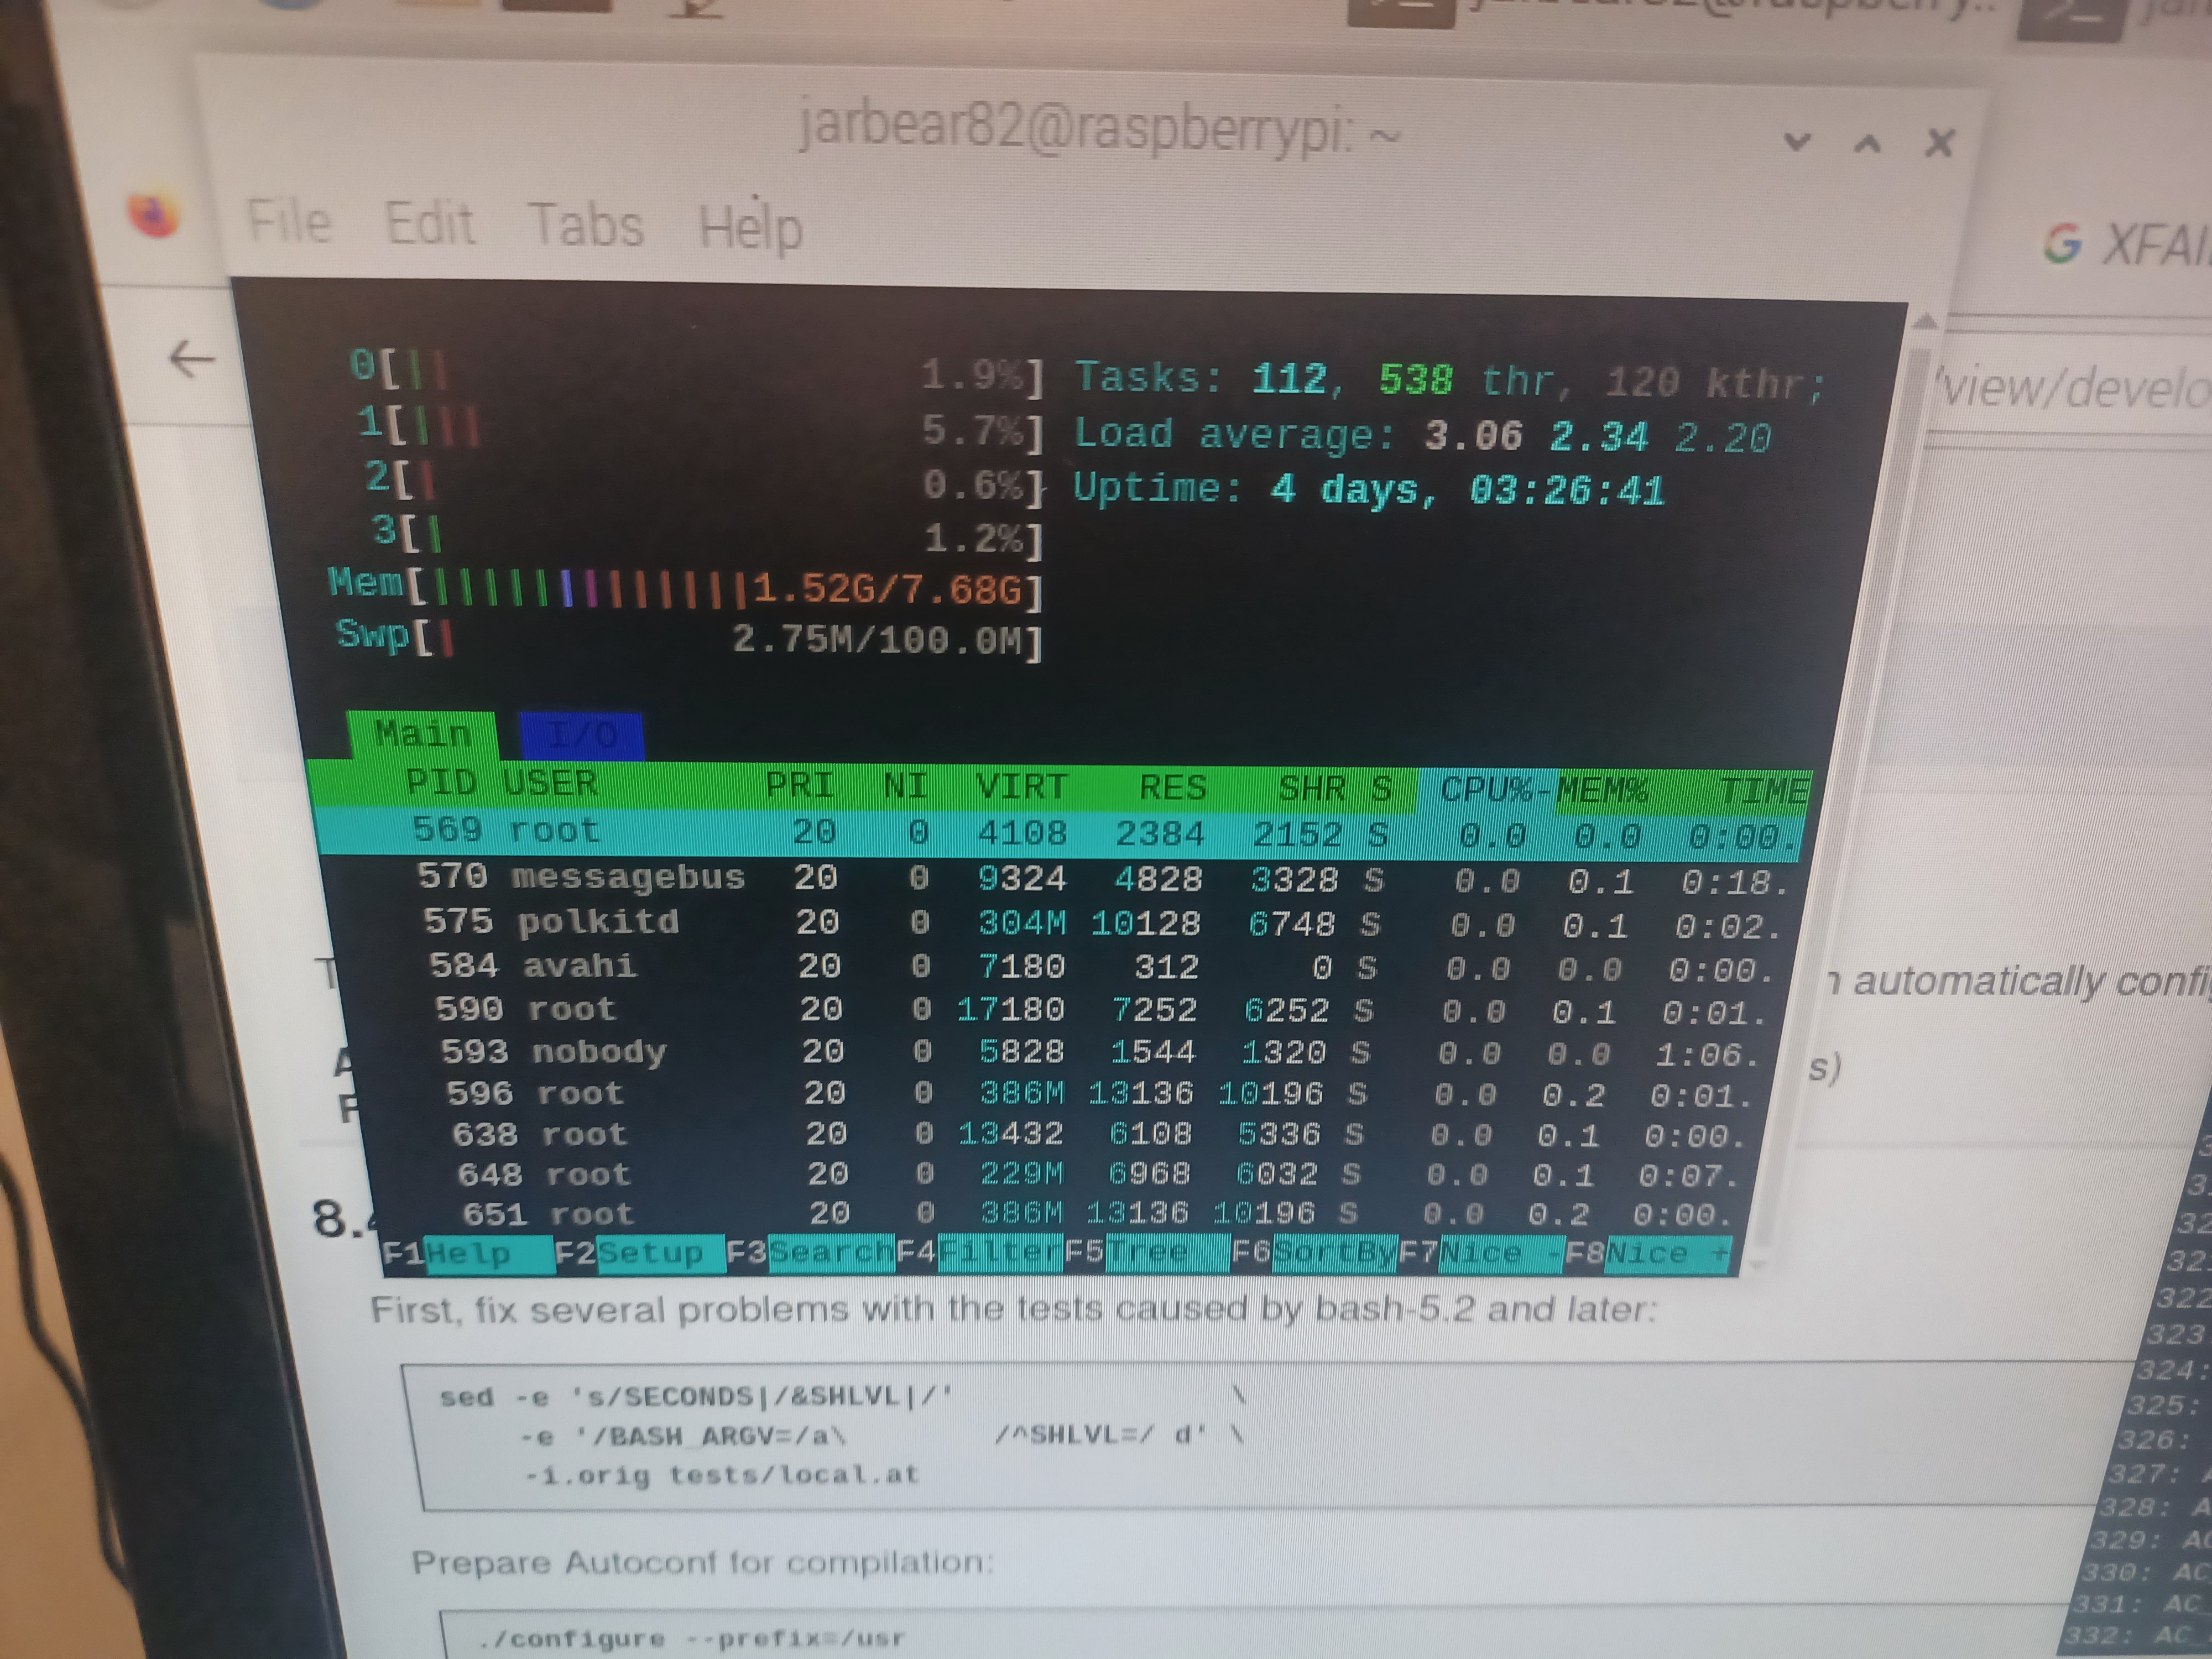 jarbear82@raspberrypi: ~
File Edit Tabs Help
XFAI
view/develo
0[|| 1.9%] Tasks: 112, 538 thr, 120 kthr;
1[||| 5.7%] Load average: 3.06 2.34 2.20
2[| 0.6%] Uptime: 4 days, 03:26:41
3[| 1.2%]
Mem[|||||||||||||1.52G/7.68G]
Swp[| 2.75M/100.0M]
Main I/O
PID USER PRI NI VIRT RES SHR S CPU%-MEM% TIME
569 root 20 0 4108 2384 2152 S 0.0 0.0 0:00.
570 messagebus 20 0 9324 4828 3328 S 0.0 0.1 0:18.
575 polkitd 20 0 304M 10128 6748 S 0.0 0.1 0:02.
584 avahi 20 0 7180 312 0 S 0.0 0.0 0:00.
590 root 20 0 17180 7252 6252 S 0.0 0.1 0:01.
593 nobody 20 0 5828 1544 1320 S 0.0 0.0 1:06.
596 root 20 0 386M 13136 10196 S 0.0 0.2 0:01.
638 root 20 0 13432 6108 5336 S 0.0 0.1 0:00.
648 root 20 0 229M 6968 6032 S 0.0 0.1 0:07.
651 root 20 0 386M 13136 10196 S 0.0 0.2 0:00.
F1Help F2Setup F3SearchF4FilterF5Tree F6SortByF7Nice -F8Nice +
automatically config
s)
8.
First, fix several problems with the tests caused by bash-5.2 and later:
sed -e 's/SECONDS|/&SHLVL|/' \
-e '/BASH_ARGV=/a\ /^SHLVL=/ d' \
-i.orig tests/local.at
Prepare Autoconf for compilation:
./configure --prefix=/usr
322
323
324:
325:
326:
327:
328: A
329: AC
330: AC
331: AC_
332: AC_